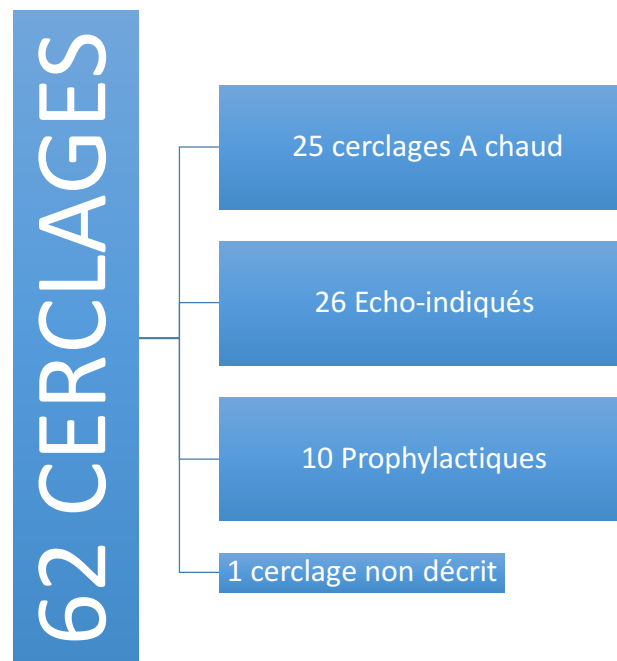 62 CERCLAGES
25 cerclages A chaud
26 Echo-indiqués
10 Prophylactiques
1 cerclage non décrit